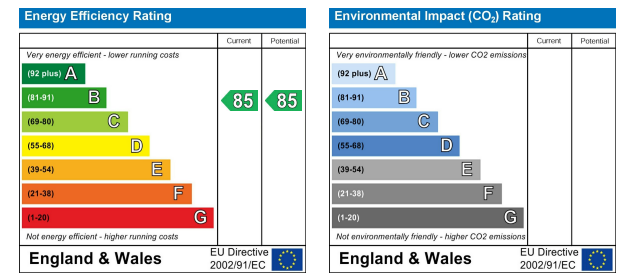 Energy Efficiency Rating
Current Potential
Very energy efficient - lower running costs
(92 plus) A
(81-91) B 85 85
(69-80) C
(55-68) D
(39-54) E
(21-38) F
(1-20) G
Not energy efficient - higher running costs
England & Wales
EU Directive
2002/91/EC
Environmental Impact (CO₂) Rating
Current Potential
Very environmentally friendly - lower CO2 emissions
(92 plus) A
(81-91) B
(69-80) C
(55-68) D
(39-54) E
(21-38) F
(1-20) G
Not environmentally friendly - higher CO2 emissions
England & Wales
EU Directive
2002/91/EC